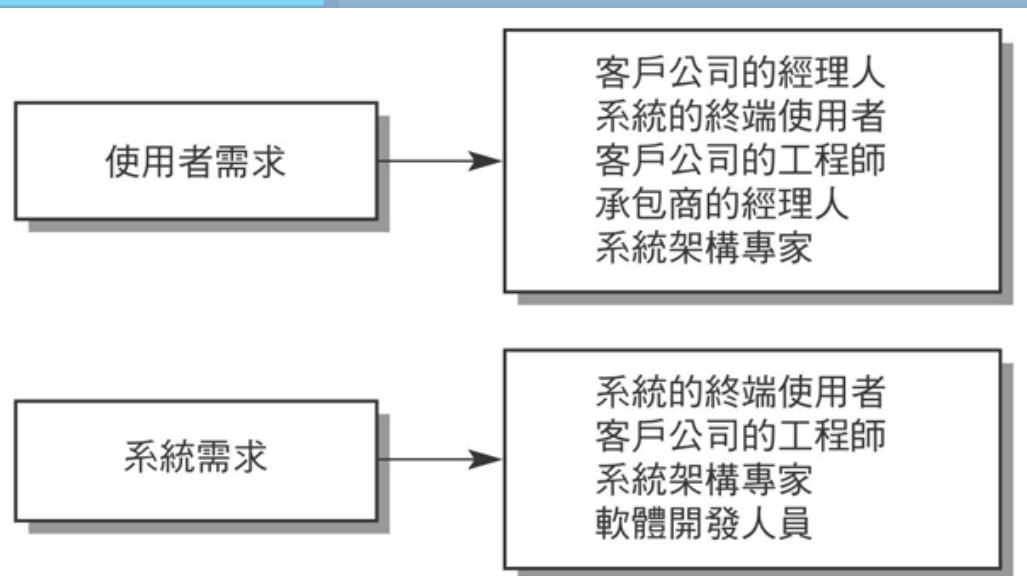 使用者需求
客戶公司的經理人
系統的終端使用者
客戶公司的工程師
承包商的經理人
系統架構專家
系統需求
系統的終端使用者
客戶公司的工程師
系統架構專家
軟體開發人員